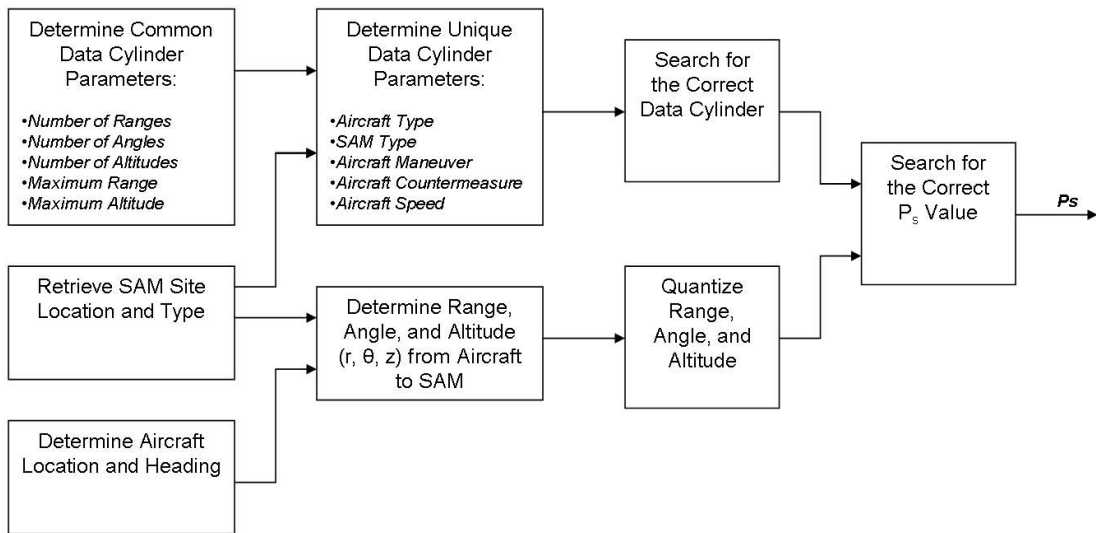 Determine Common
Data Cylinder
Parameters:
•Number of Ranges
•Number of Angles
•Number of Altitudes
•Maximum Range
•Maximum Altitude
Determine Unique
Data Cylinder
Parameters:
•Aircraft Type
•SAM Type
•Aircraft Maneuver
•Aircraft Countermeasure
•Aircraft Speed
Search for
the Correct
Data Cylinder
Search for
the Correct
Ps Value
Ps
Retrieve SAM Site
Location and Type
Determine Range,
Angle, and Altitude
(r, θ, z) from Aircraft
to SAM
Quantize
Range,
Angle, and
Altitude
Determine Aircraft
Location and Heading